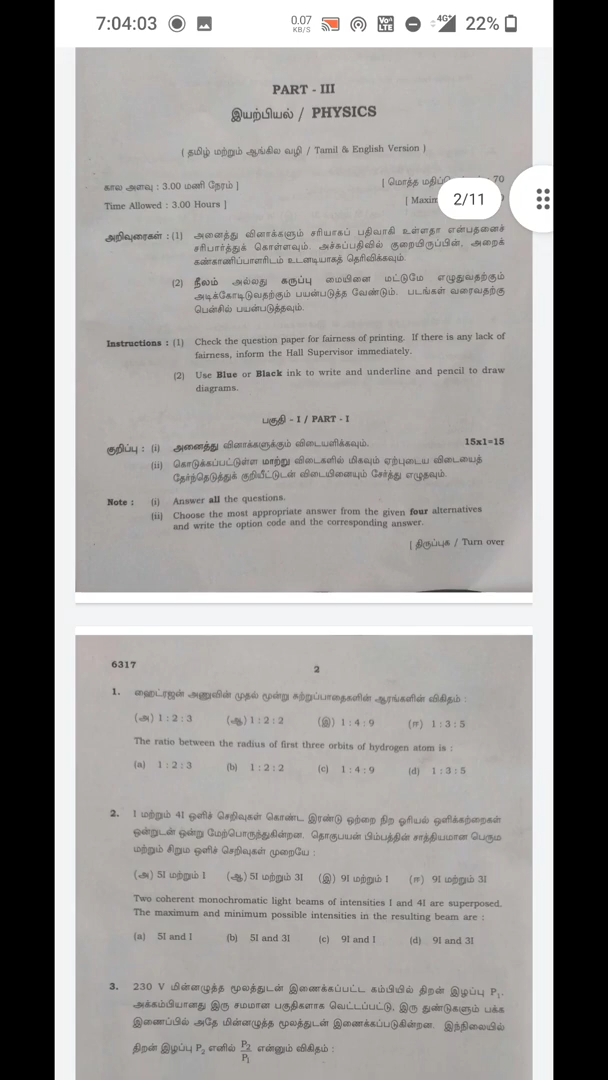 7:04:03 0.07 KB/S Vo LTE 4G+ 22%
PART - III
இயற்பியல் / PHYSICS
( தமிழ் மற்றும் ஆங்கில வழி / Tamil & English Version )
கால அளவு : 3.00 மணி நேரம் ] [ மொத்த 70
Time Allowed : 3.00 Hours ] [
2/11
அறிவுரைகள் : (1) அனைத்து வினாக்களும் சரியாகப் பதிவாகி உள்ளதா என்பதனைச்
சரிபார்த்துக் கொள்ளவும். அச்சுப்பதிவில் குறையிருப்பின், அறைக்
கண்காணிப்பாளரிடம் உடனடியாகத் தெரிவிக்கவும்.
(2) நீலம் அல்லது கருப்பு மையினை மட்டுமே எழுதுவதற்கும்
அடிக்கோடிடுவதற்கும் பயன்படுத்த வேண்டும். படங்கள் வரைவதற்கு
பென்சில் பயன்படுத்தவும்.
Instructions : (1) Check the question paper for fairness of printing. If there is any lack of
fairness, inform the Hall Supervisor immediately.
(2) Use Blue or Black ink to write and underline and pencil to draw
diagrams.
பகுதி - I / PART - I
குறிப்பு : (i) அனைத்து வினாக்களுக்கும் விடையளிக்கவும். 15x1=15
(ii) கொடுக்கப்பட்டுள்ள மாற்று விடைகளில் மிகவும் ஏற்புடைய விடையைத்
தேர்ந்தெடுத்துக் குறியீட்டுடன் விடையினையும் சேர்த்து எழுதவும்.
Note : (i) Answer all the questions.
(ii) Choose the most appropriate answer from the given four alternatives
and write the option code and the corresponding answer.
[ திருப்புக / Turn over
6317
2
1. ஹைட்ரஜன் அணுவின் முதல் மூன்று சுற்றுப்பாதைகளின் ஆரங்களின் விகிதம் :
(அ) 1 : 2 : 3 (ஆ) 1 : 2 : 2 (இ) 1 : 4 : 9 (ஈ) 1 : 3 : 5
The ratio between the radius of first three orbits of hydrogen atom is :
(a) 1 : 2 : 3 (b) 1 : 2 : 2 (c) 1 : 4 : 9 (d) 1 : 3 : 5
2. I மற்றும் 4I ஒளிச் செறிவுகள் கொண்ட இரண்டு ஒற்றை நிற ஓரியல் ஒளிக்கற்றைகள்
ஒன்றுடன் ஒன்று மேற்பொருந்துகின்றன. தொகுபயன் பிம்பத்தின் சாத்தியமான பெரும
மற்றும் சிறும ஒளிச் செறிவுகள் முறையே :
(அ) 5I மற்றும் I (ஆ) 5I மற்றும் 3I (இ) 9I மற்றும் I (ஈ) 9I மற்றும் 3I
Two coherent monochromatic light beams of intensities I and 4I are superposed.
The maximum and minimum possible intensities in the resulting beam are :
(a) 5I and I (b) 5I and 3I (c) 9I and I (d) 9I and 3I
3. 230 V மின்னழுத்த மூலத்துடன் இணைக்கப்பட்ட கம்பியில் திறன் இழப்பு P1.
அக்கம்பியானது இரு சமமான பகுதிகளாக வெட்டப்பட்டு, இரு துண்டுகளும் பக்க
இணைப்பில் அதே மின்னழுத்த மூலத்துடன் இணைக்கப்படுகின்றன. இந்நிலையில்
திறன் இழப்பு P2 எனில் P2/P1 என்னும் விகிதம் :